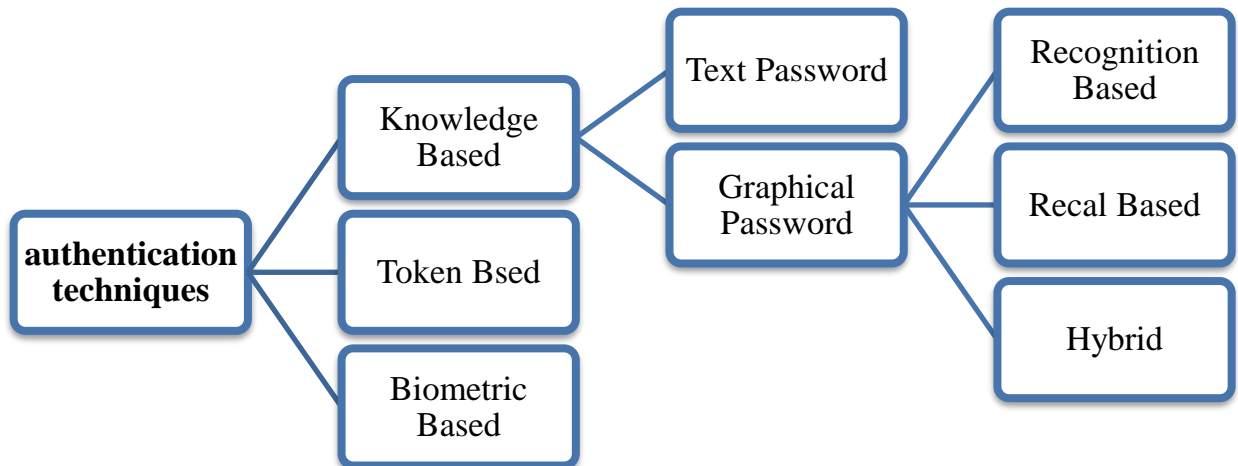 authentication
techniques
Knowledge
Based
Token Bsed
Biometric
Based
Text Password
Graphical
Password
Recognition
Based
Recal Based
Hybrid